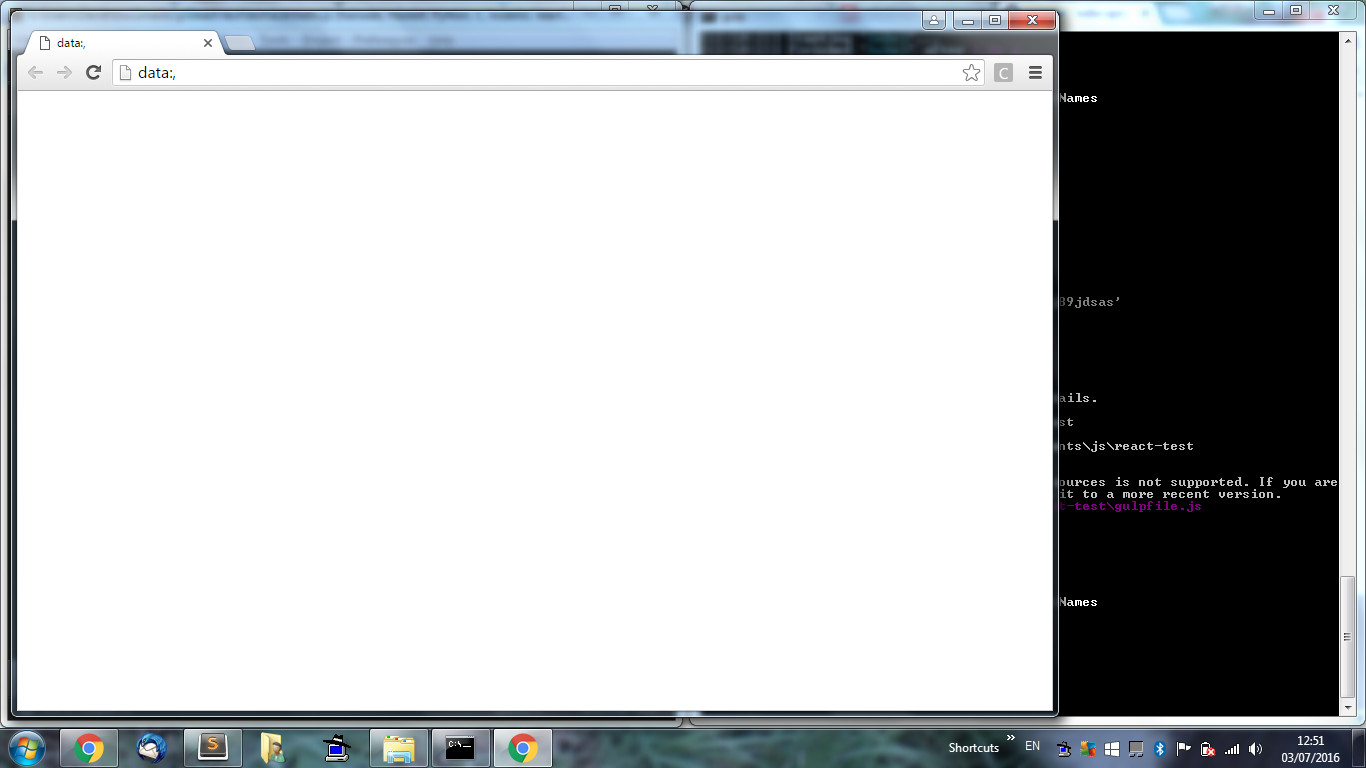 data:,
data:,
C
Names
89jdsas'
ails.
st
nts\js\react-test
ources is not supported. If you are
it to a more recent version.
t-test\gulpfile.js
Names
S
C:\_
Shortcuts
EN
12:51
03/07/2016